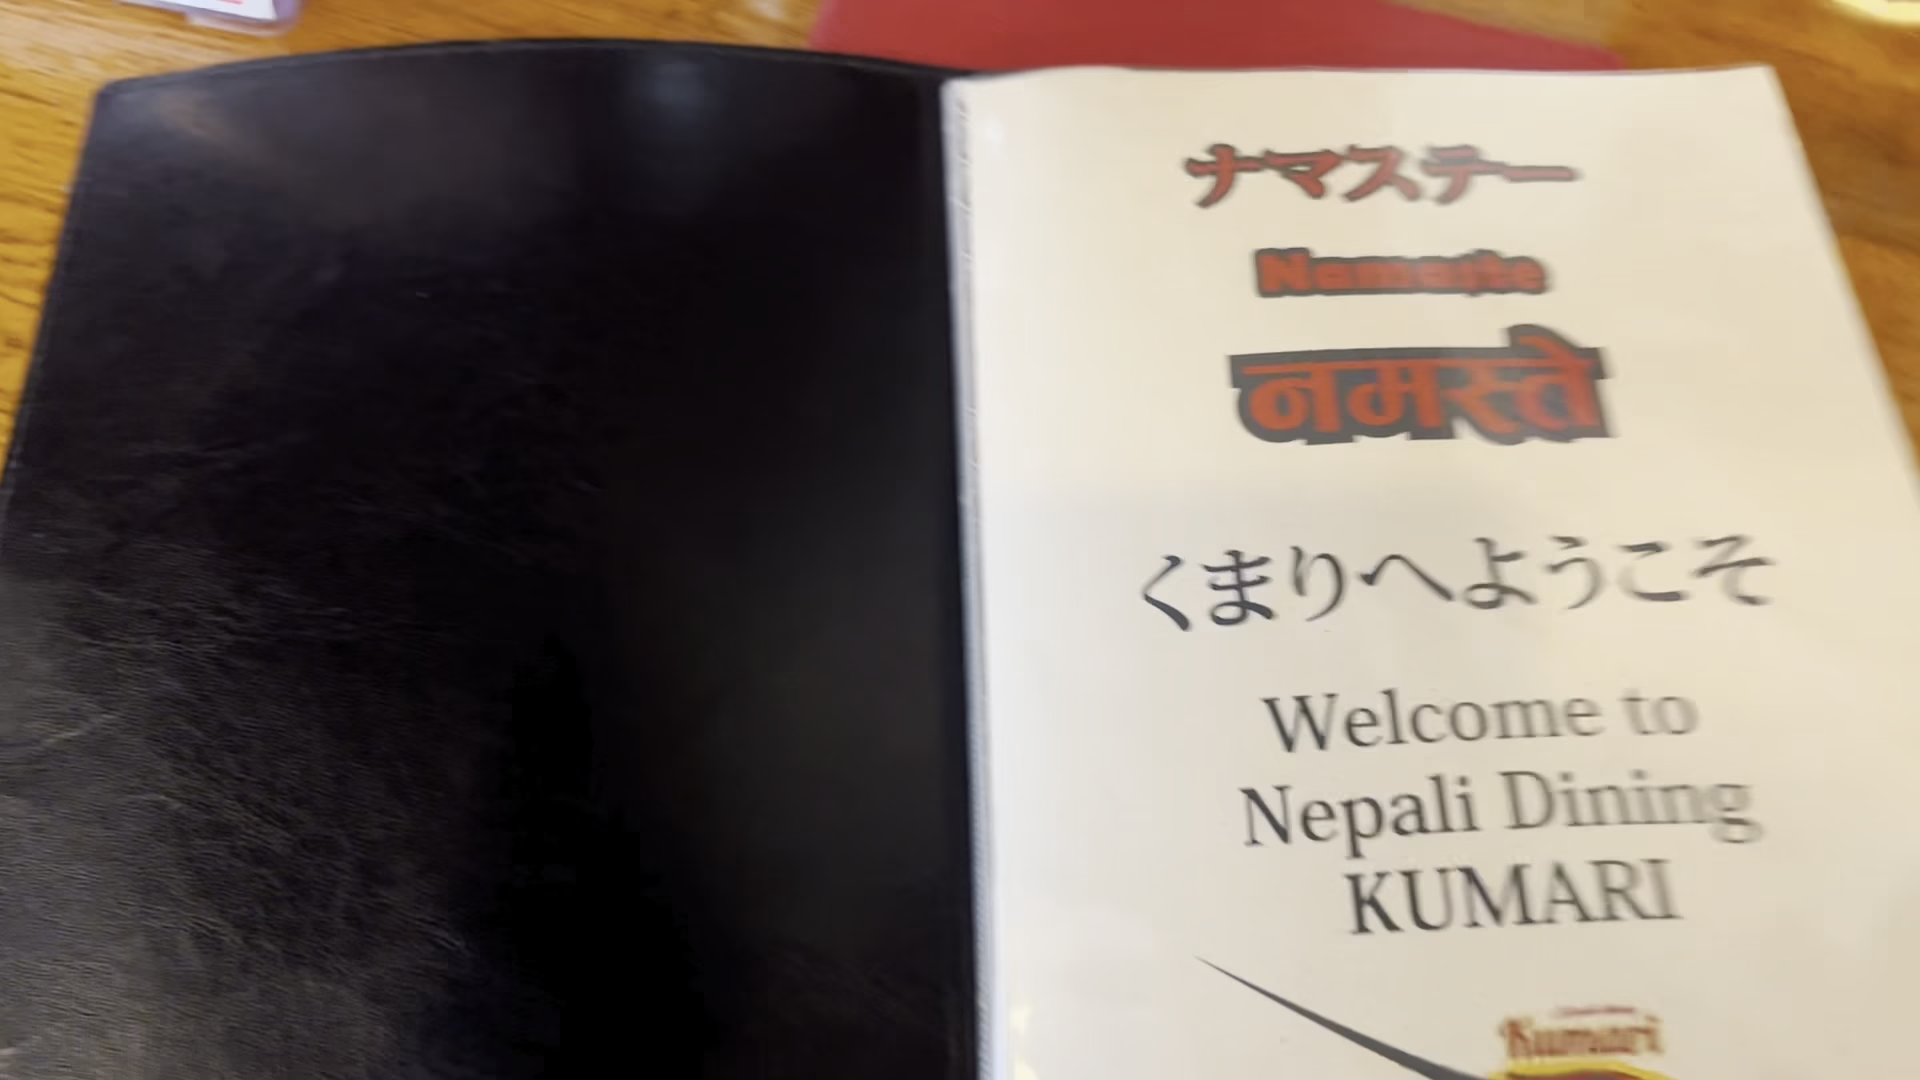 ナマステー
Namaste
नमस्ते
くまりへようこそ
Welcome to
Nepali Dining
KUMARI
Kumari